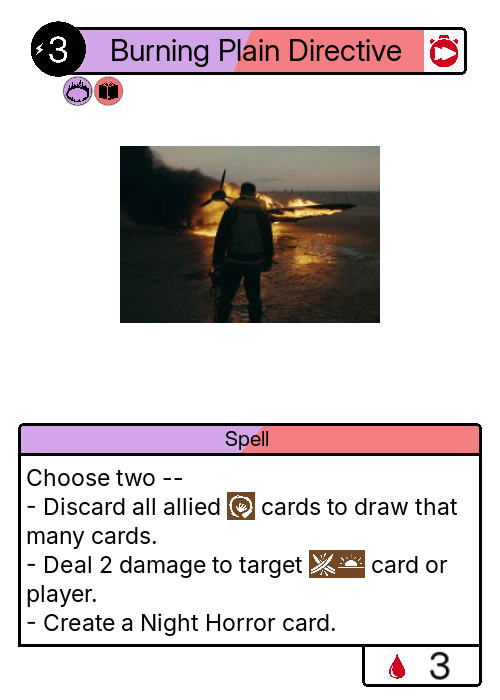 3 Burning Plain Directive
Spell
Choose two --
- Discard all allied cards to draw that
many cards.
- Deal 2 damage to target card or
player.
- Create a Night Horror card.
3